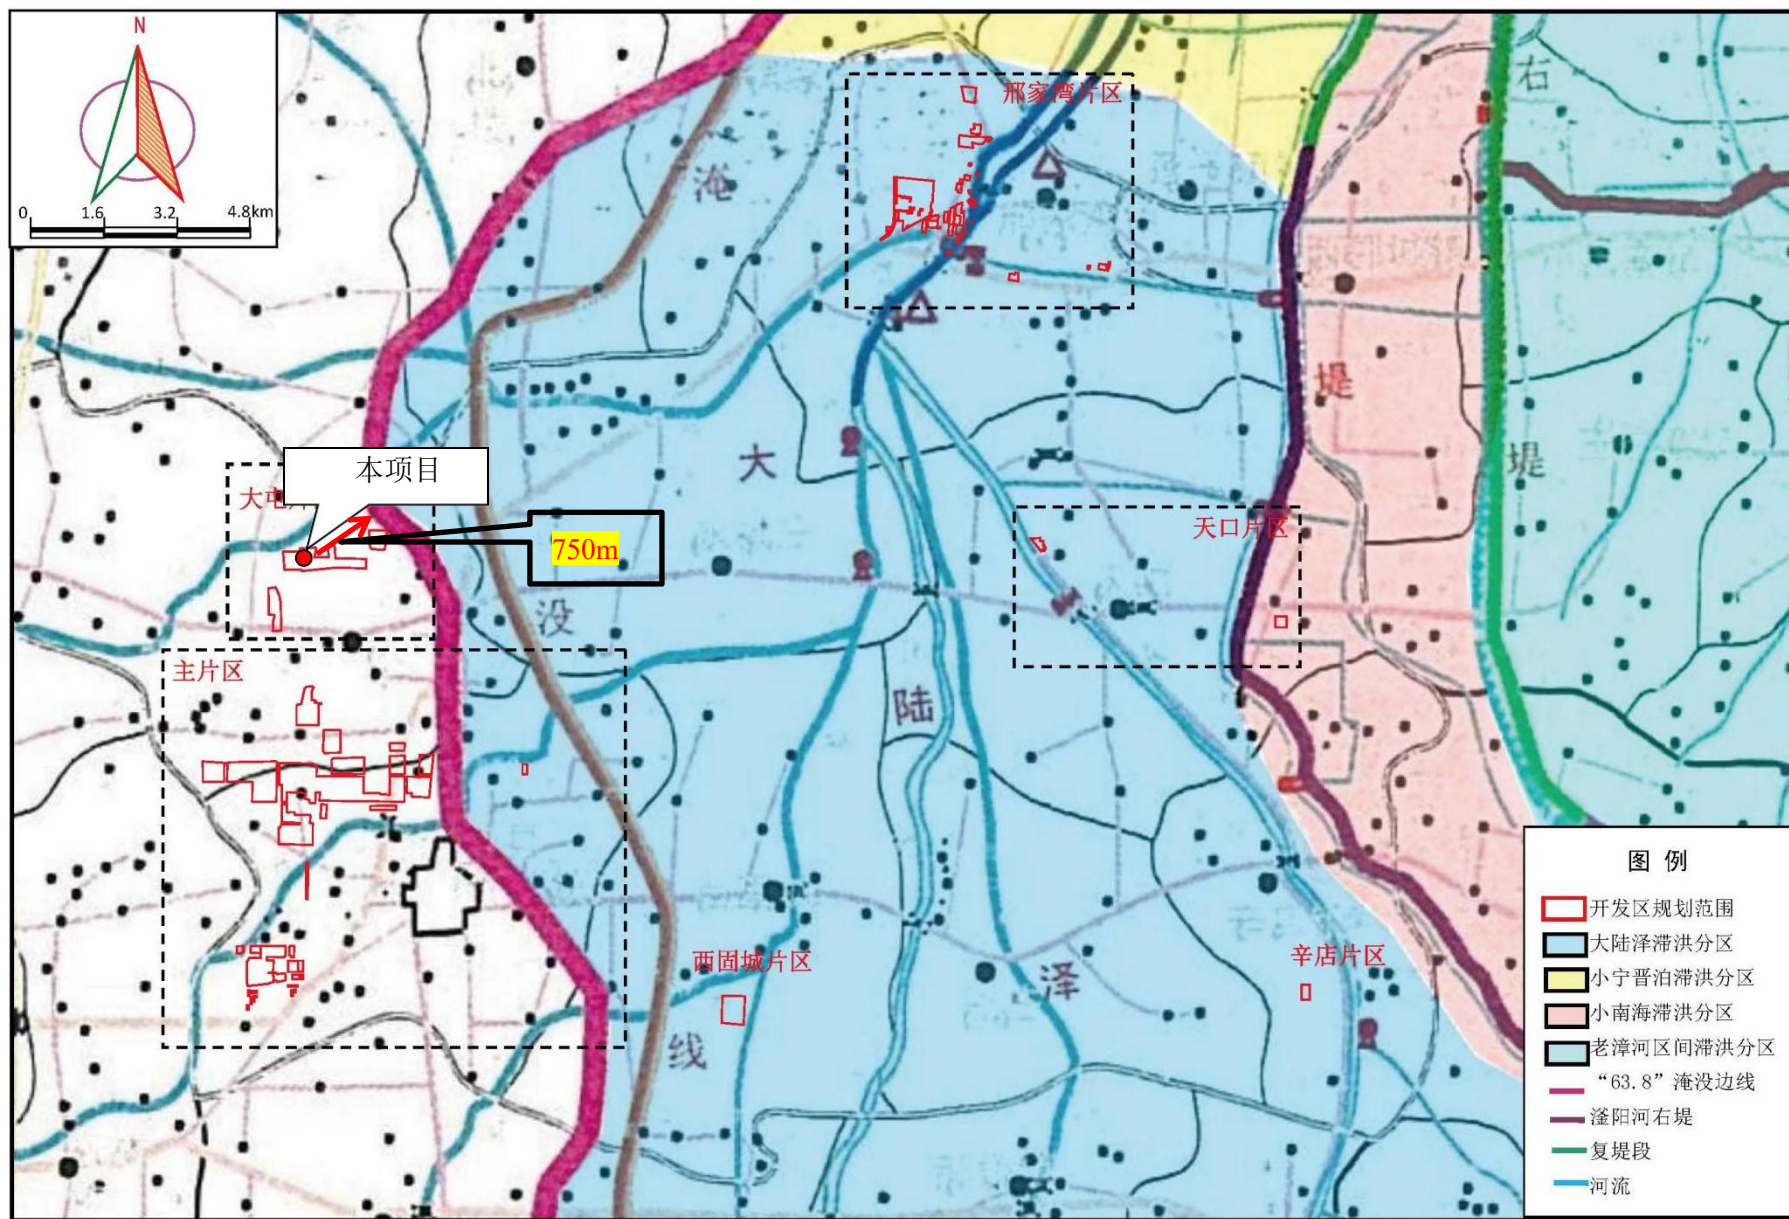 N
0 1.6 3.2 4.8km
邢家湾片区
右
淹
堤
大
堤
本项目
大屯片
天口片区
750m
没
主片区
陆
西固城片区
辛店片区
泽
线
图 例
开发区规划范围
大陆泽滞洪分区
小宁晋泊滞洪分区
小南海滞洪分区
老漳河区间滞洪分区
“63.8”淹没边线
滏阳河右堤
复堤段
河流